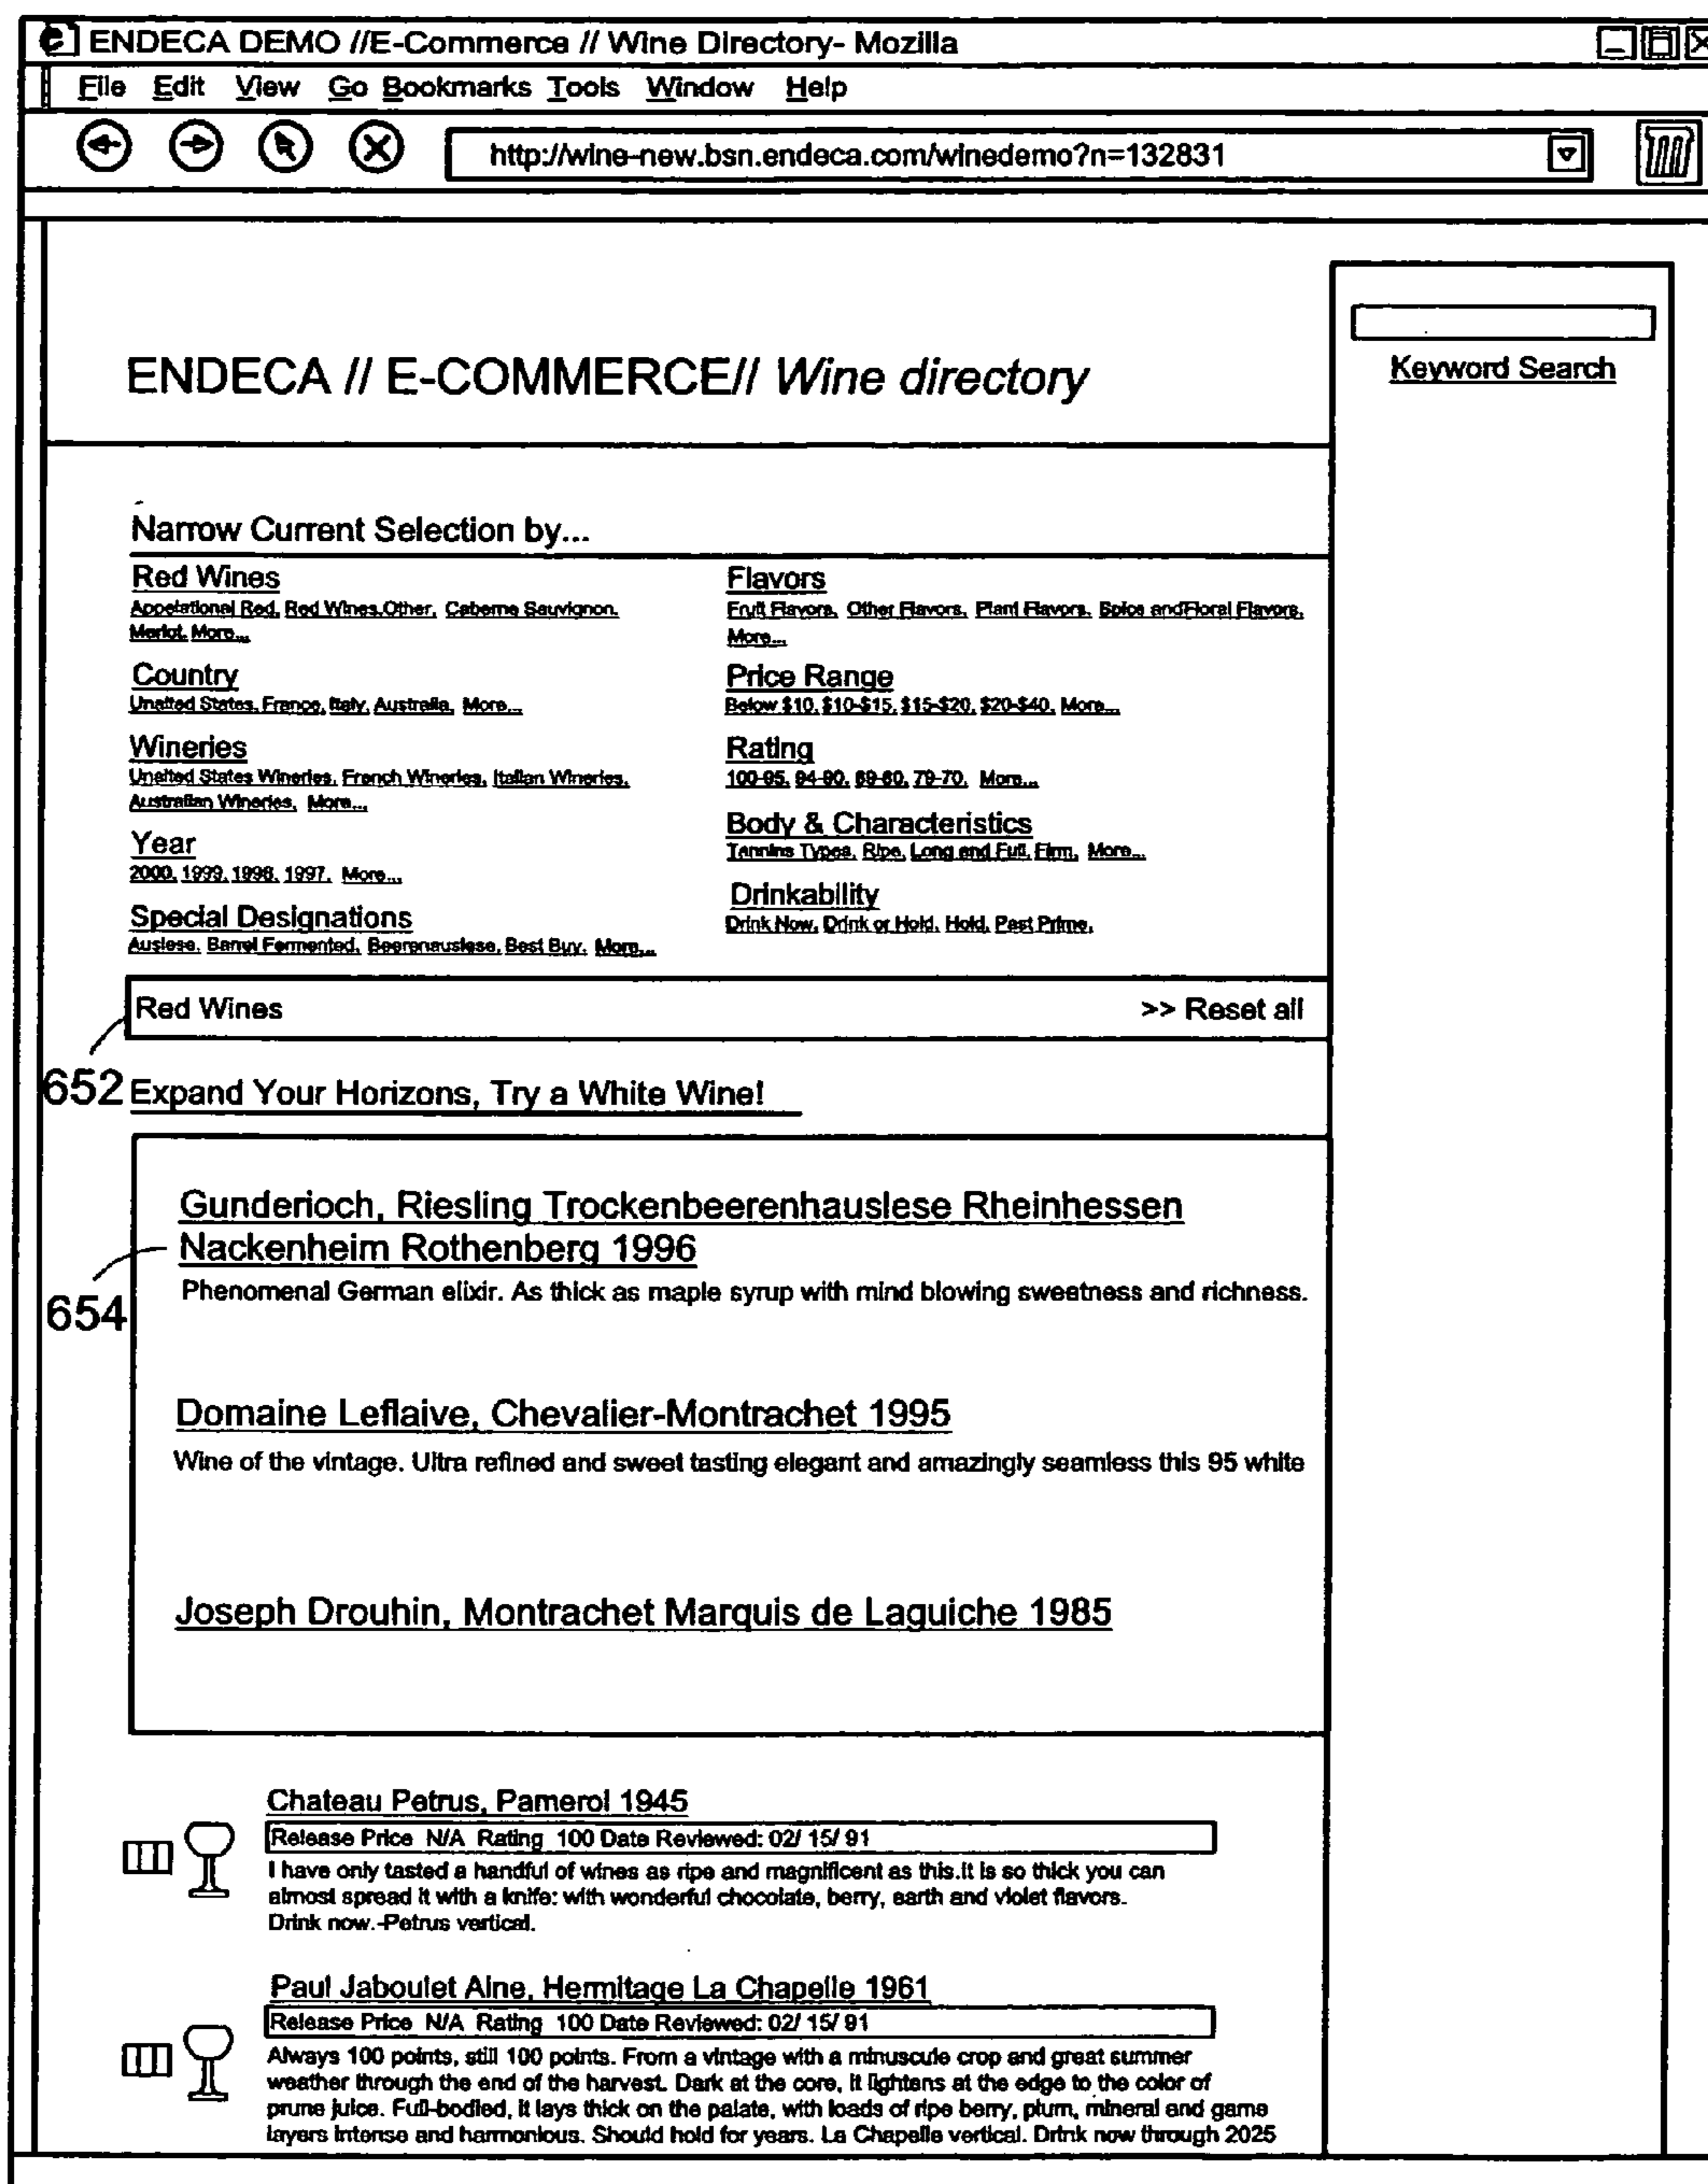 ENDECA DEMO //E-Commerce // Wine Directory- Mozilla
File Edit View Go Bookmarks Tools Window Help
http://wine-new.bsn.endeca.com/winedemo?n=132831
ENDECA // E-COMMERCE// Wine directory
Keyword Search
Narrow Current Selection by...
Red Wines
Appelational Red, Red Wines,Other, Caberne Sauvignon,
Merlot, More...
Country
Unaited States, France, Italy, Australia, More...
Wineries
Unaited States Wineries, French Wineries, Italian Wineries,
Australian Wineries, More...
Year
2000, 1999, 1998, 1997, More...
Special Designations
Auslese, Barrel Fermented, Beerenauslese, Best Buy, More...
Flavors
Fruit Flavors, Other Flavors, Plant Flavors, Spice andFloral Flavors,
More...
Price Range
Below $10, $10-$15, $15-$20, $20-$40, More...
Rating
100-95, 94-90, 89-80, 79-70, More...
Body & Characteristics
Tannins Types, Ripe, Long and Full, Firm, More...
Drinkability
Drink Now, Drink or Hold, Hold, Past Prime,
Red Wines >> Reset all
652
Expand Your Horizons, Try a White Wine!
Gunderioch, Riesling Trockenbeerenhauslese Rheinhessen
Nackenheim Rothenberg 1996
Phenomenal German elixir. As thick as maple syrup with mind blowing sweetness and richness.
654
Domaine Leflaive, Chevalier-Montrachet 1995
Wine of the vintage. Ultra refined and sweet tasting elegant and amazingly seamless this 95 white
Joseph Drouhin, Montrachet Marquis de Laguiche 1985
Chateau Petrus, Pamerol 1945
Release Price N/A Rating 100 Date Reviewed: 02/ 15/ 91
I have only tasted a handful of wines as ripe and magnificent as this.it is so thick you can
almost spread it with a knife: with wonderful chocolate, berry, earth and violet flavors.
Drink now.-Petrus vertical.
Paul Jaboulet Aine, Hermitage La Chapelle 1961
Release Price N/A Rating 100 Date Reviewed: 02/ 15/ 91
Always 100 points, still 100 points. From a vintage with a minuscule crop and great summer
weather through the end of the harvest. Dark at the core, it lightens at the edge to the color of
prune juice. Full-bodied, it lays thick on the palate, with loads of ripe berry, plum, mineral and game
layers intense and harmonious. Should hold for years. La Chapelle vertical. Drink now through 2025